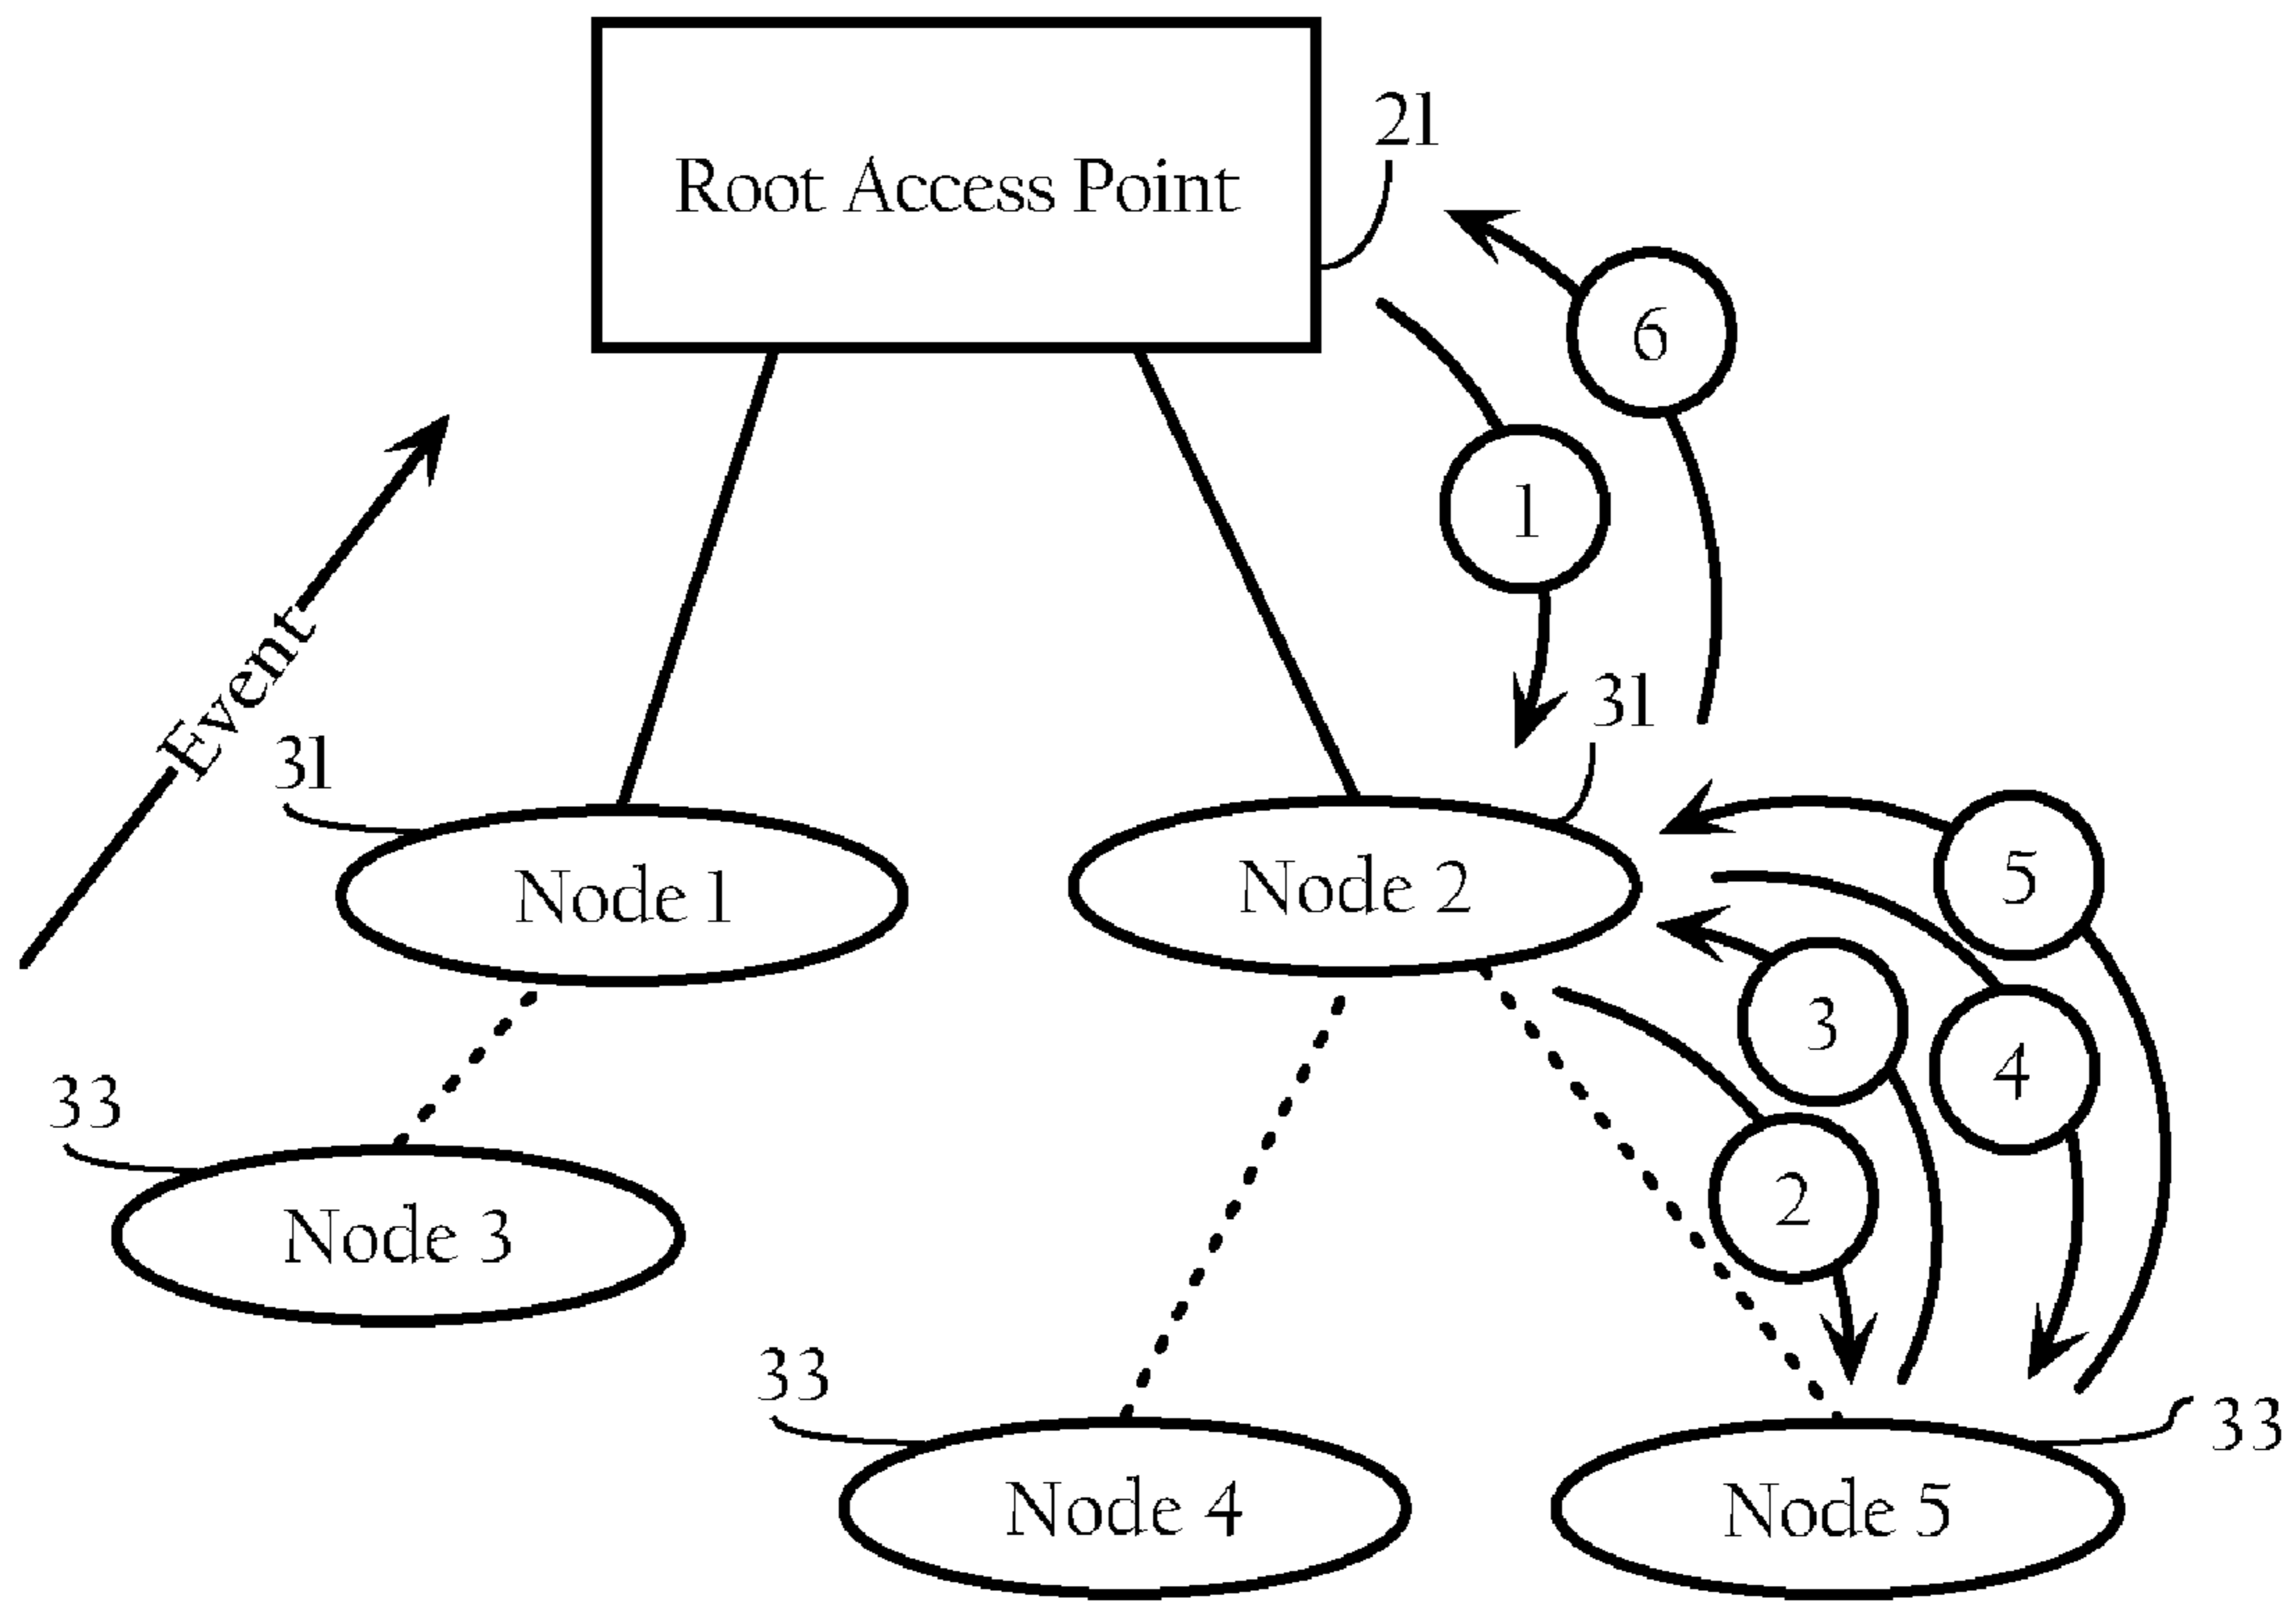 21
Root Access Point
6
1
Event
31
31
Node 1
Node 2
5
3
4
33
2
Node 3
33
33
Node 4
Node 5